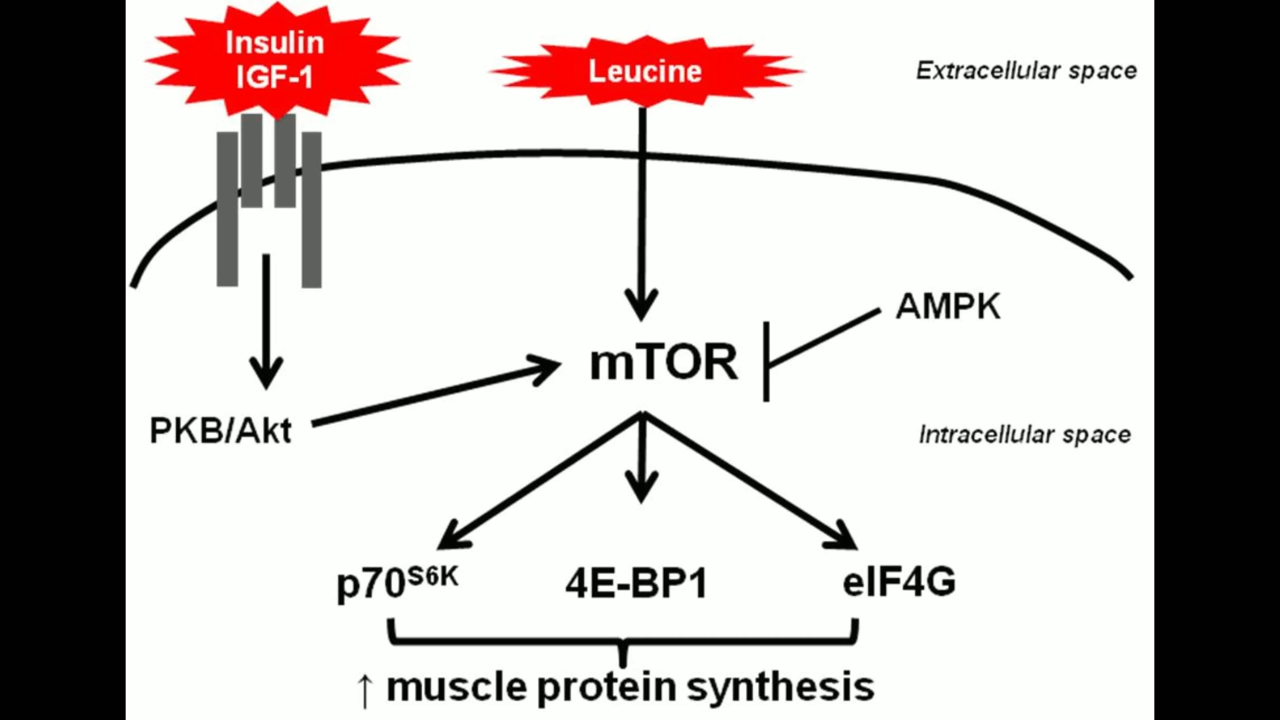 Insulin
IGF-1
Leucine
Extracellular space
AMPK
mTOR
PKB/Akt
Intracellular space
p70S6K
4E-BP1
eIF4G
↑ muscle protein synthesis